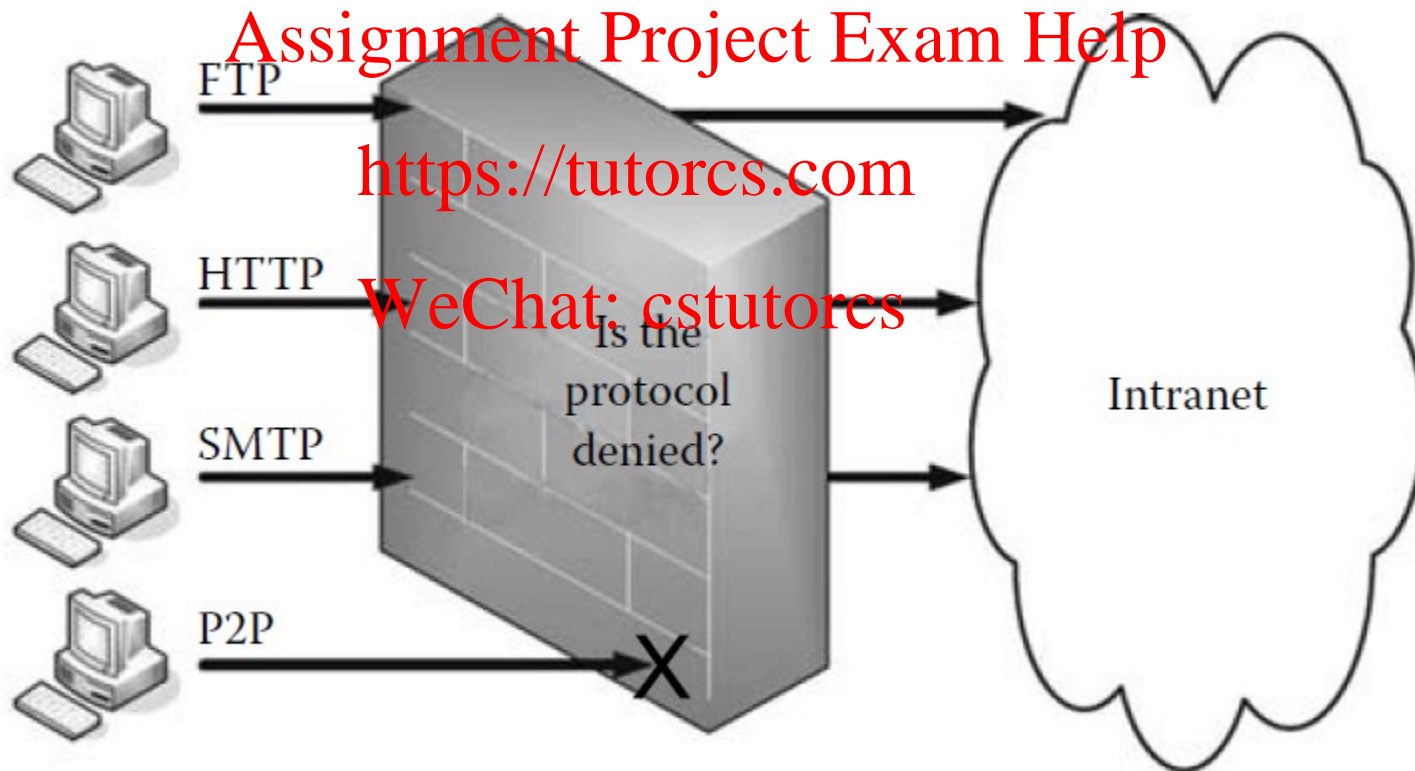 Assignment Project Exam Help
FTP
https://tutorcs.com
HTTP
WeChat: cstutorcs
Is the
protocol
denied?
Intranet
SMTP
P2P
X